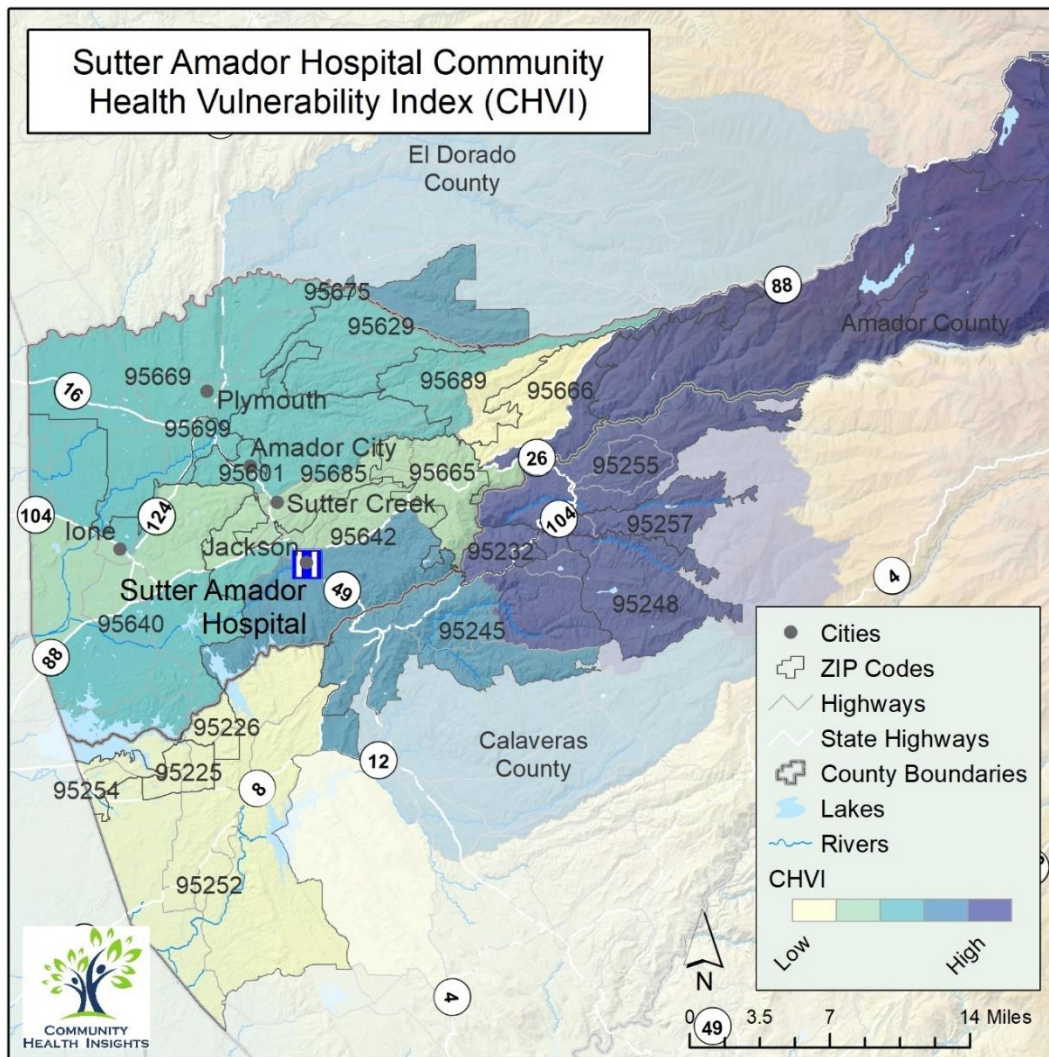 Sutter Amador Hospital Community
Health Vulnerability Index (CHVI)
El Dorado
County
88
95675
95629
Amador County
16
95669
Plymouth
95689
95666
95699
Amador City
95601
95685
95665
26
95255
104
124
Sutter Creek
104
95257
Ione
Jackson
95642
95232
4
H
Sutter Amador
Hospital
49
95248
95640
95245
88
95226
Calaveras
County
12
95225
95254
8
95252
4
49
Cities
ZIP Codes
Highways
State Highways
County Boundaries
Lakes
Rivers
CHVI
Low
High
N
0 3.5 7 14 Miles
COMMUNITY
HEALTH INSIGHTS